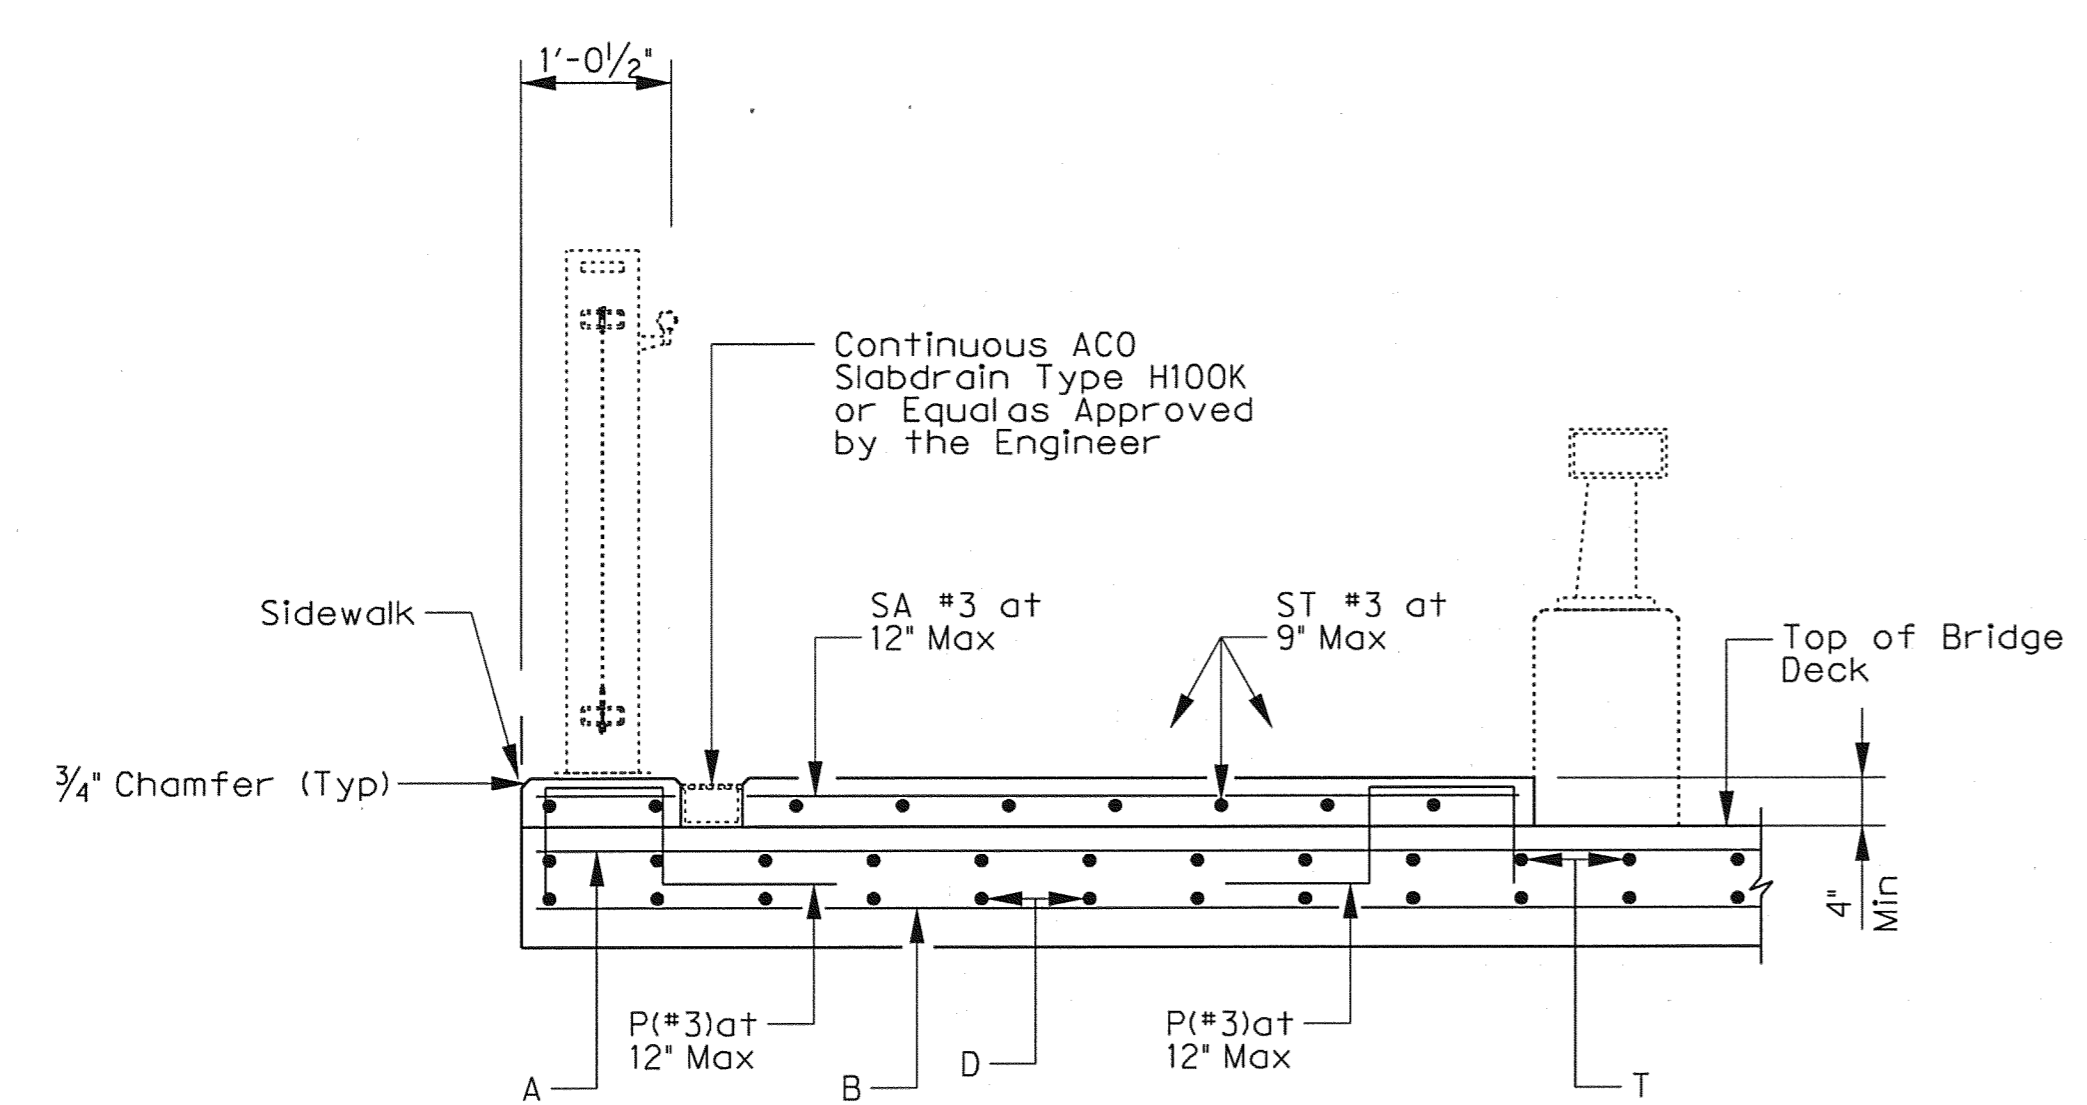 1'-0½"
Continuous ACO
Slabdrain Type H100K
or Equal as Approved
by the Engineer
Sidewalk
SA #3 at
12" Max
ST #3 at
9" Max
Top of Bridge
Deck
¾" Chamfer (Typ)
4"
Min
P(#3)at
12" Max
P(#3)at
12" Max
A
B
D
T